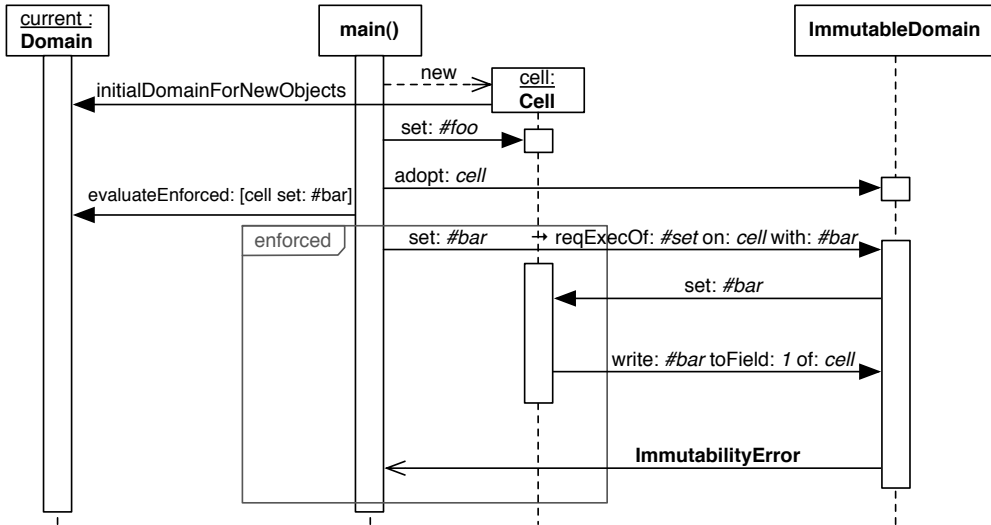 current :
Domain
main()
ImmutableDomain
new
cell:
Cell
initialDomainForNewObjects
set: #foo
adopt: cell
evaluateEnforced: [cell set: #bar]
enforced
set: #bar → reqExecOf: #set on: cell with: #bar
set: #bar
write: #bar toField: 1 of: cell
ImmutabilityError